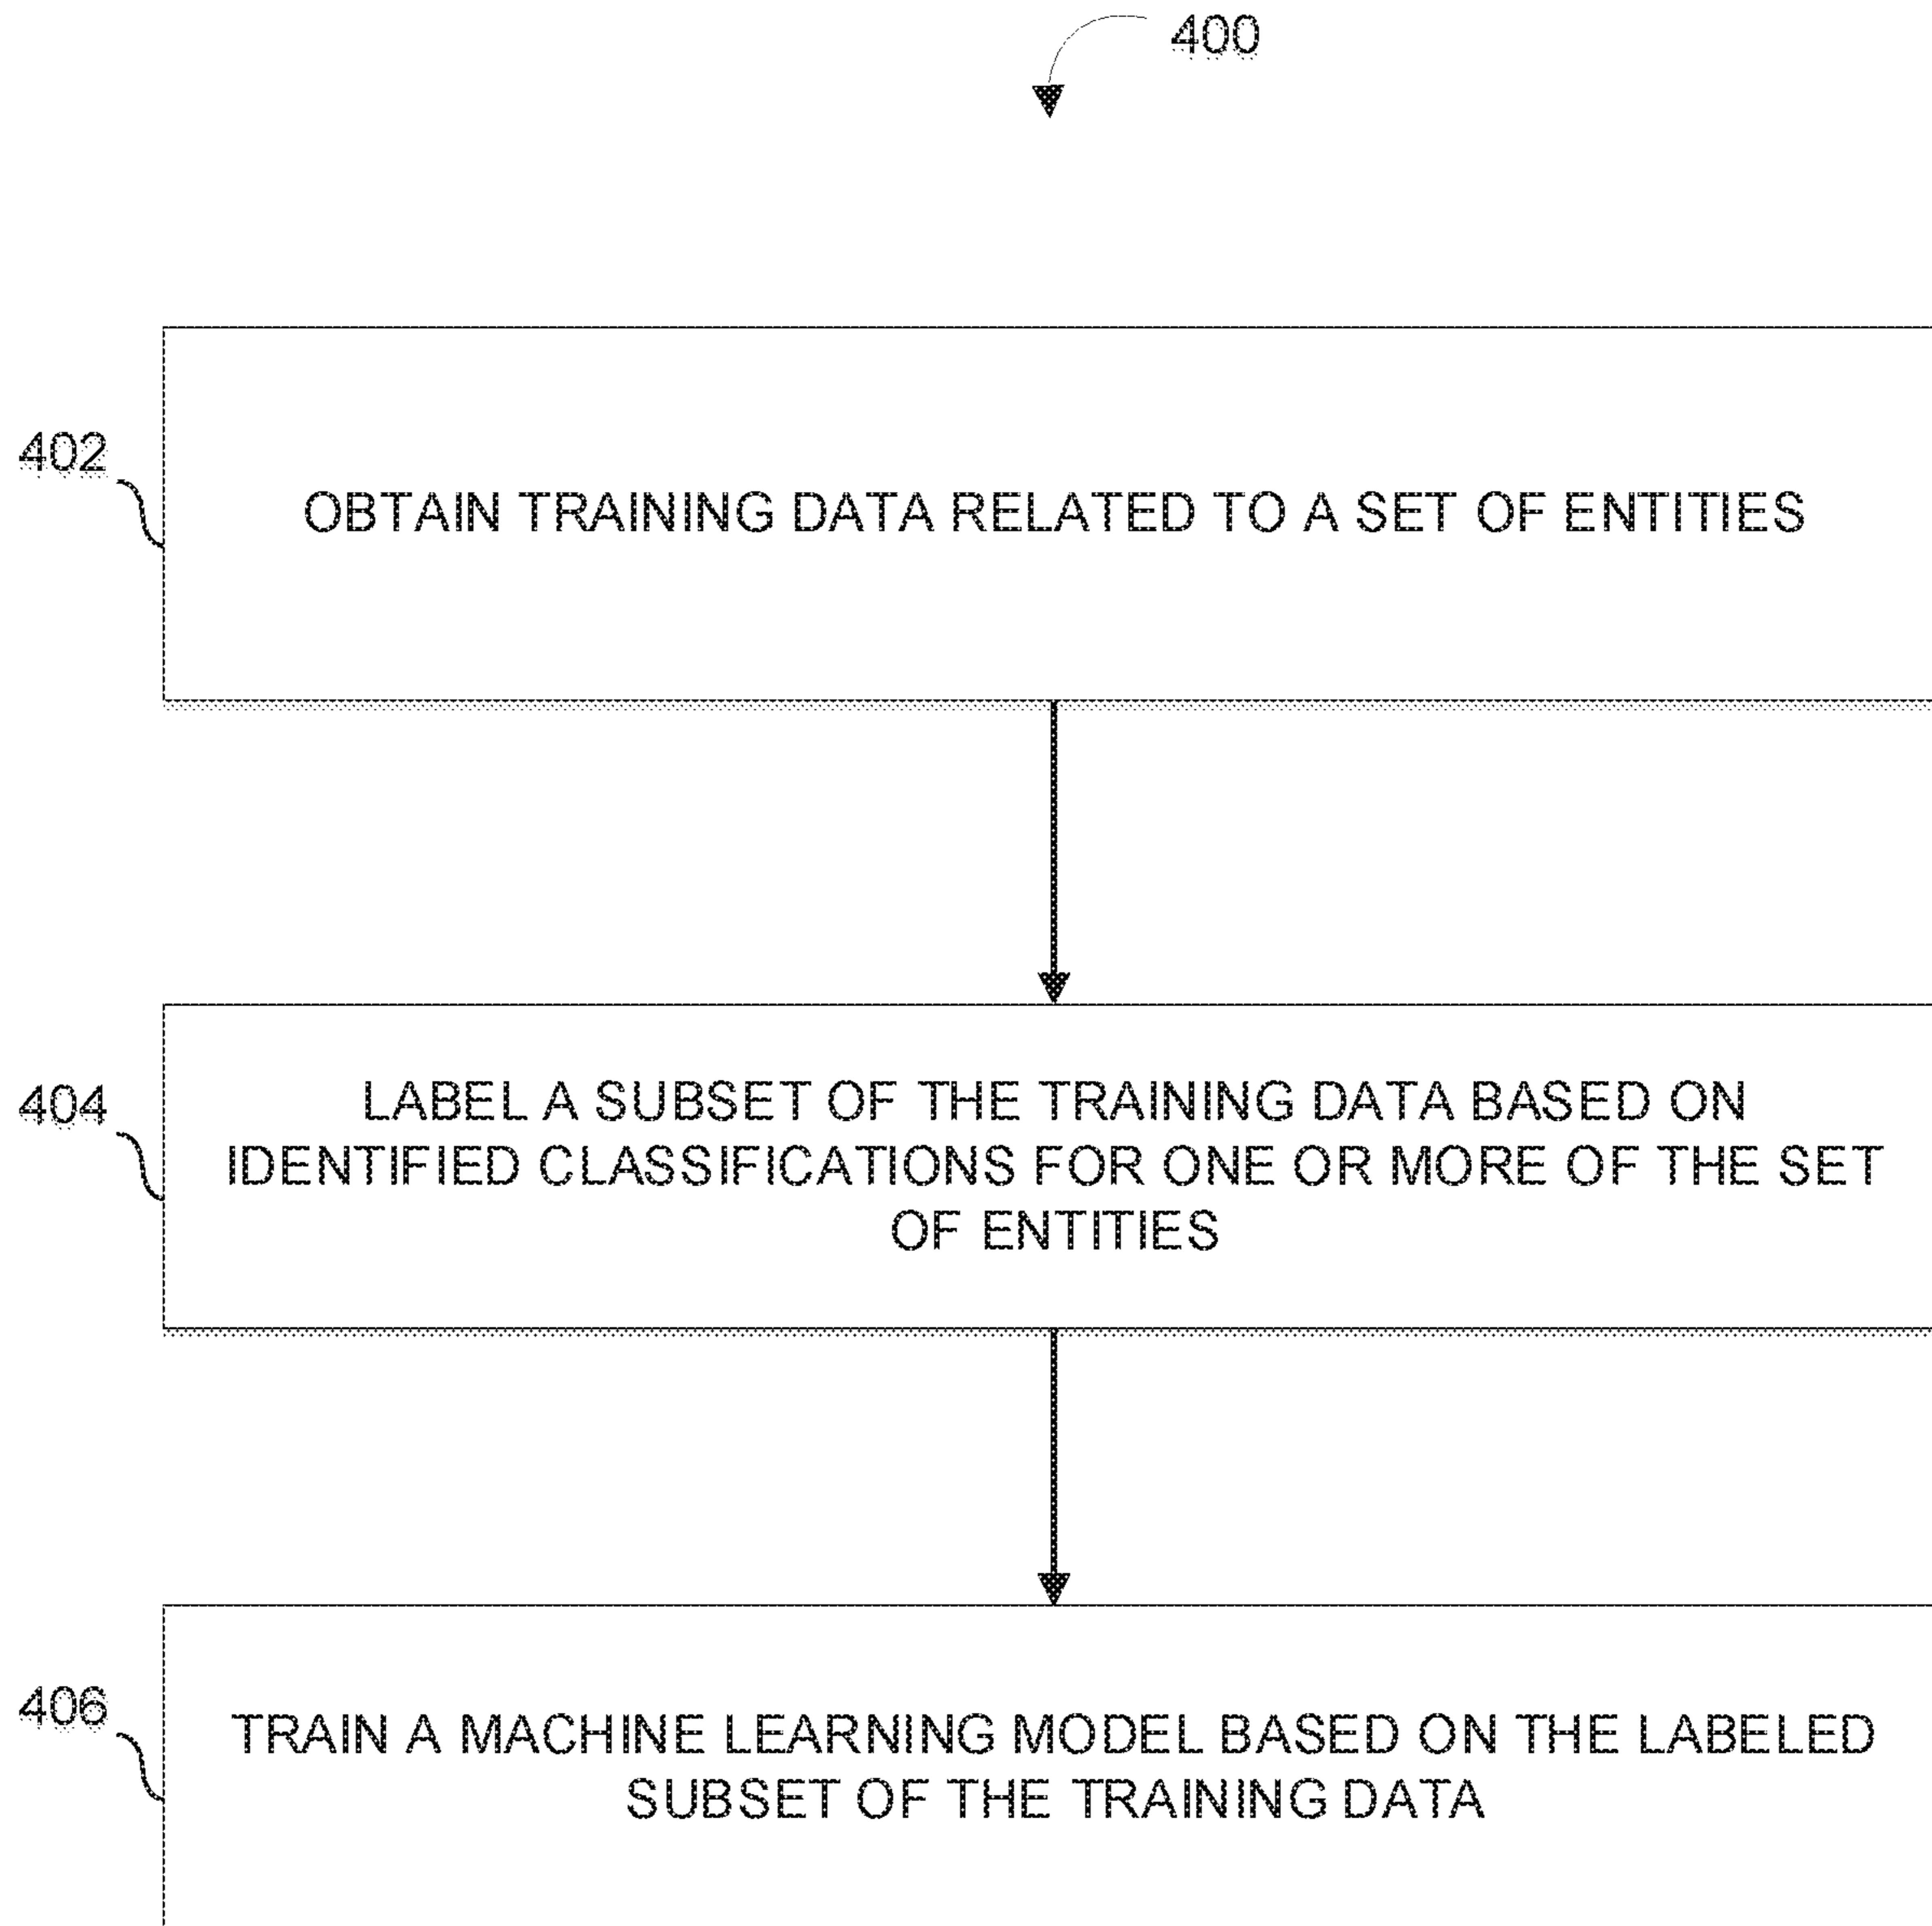 400
402
OBTAIN TRAINING DATA RELATED TO A SET OF ENTITIES
404
LABEL A SUBSET OF THE TRAINING DATA BASED ON
IDENTIFIED CLASSIFICATIONS FOR ONE OR MORE OF THE SET
OF ENTITIES
406
TRAIN A MACHINE LEARNING MODEL BASED ON THE LABELED
SUBSET OF THE TRAINING DATA